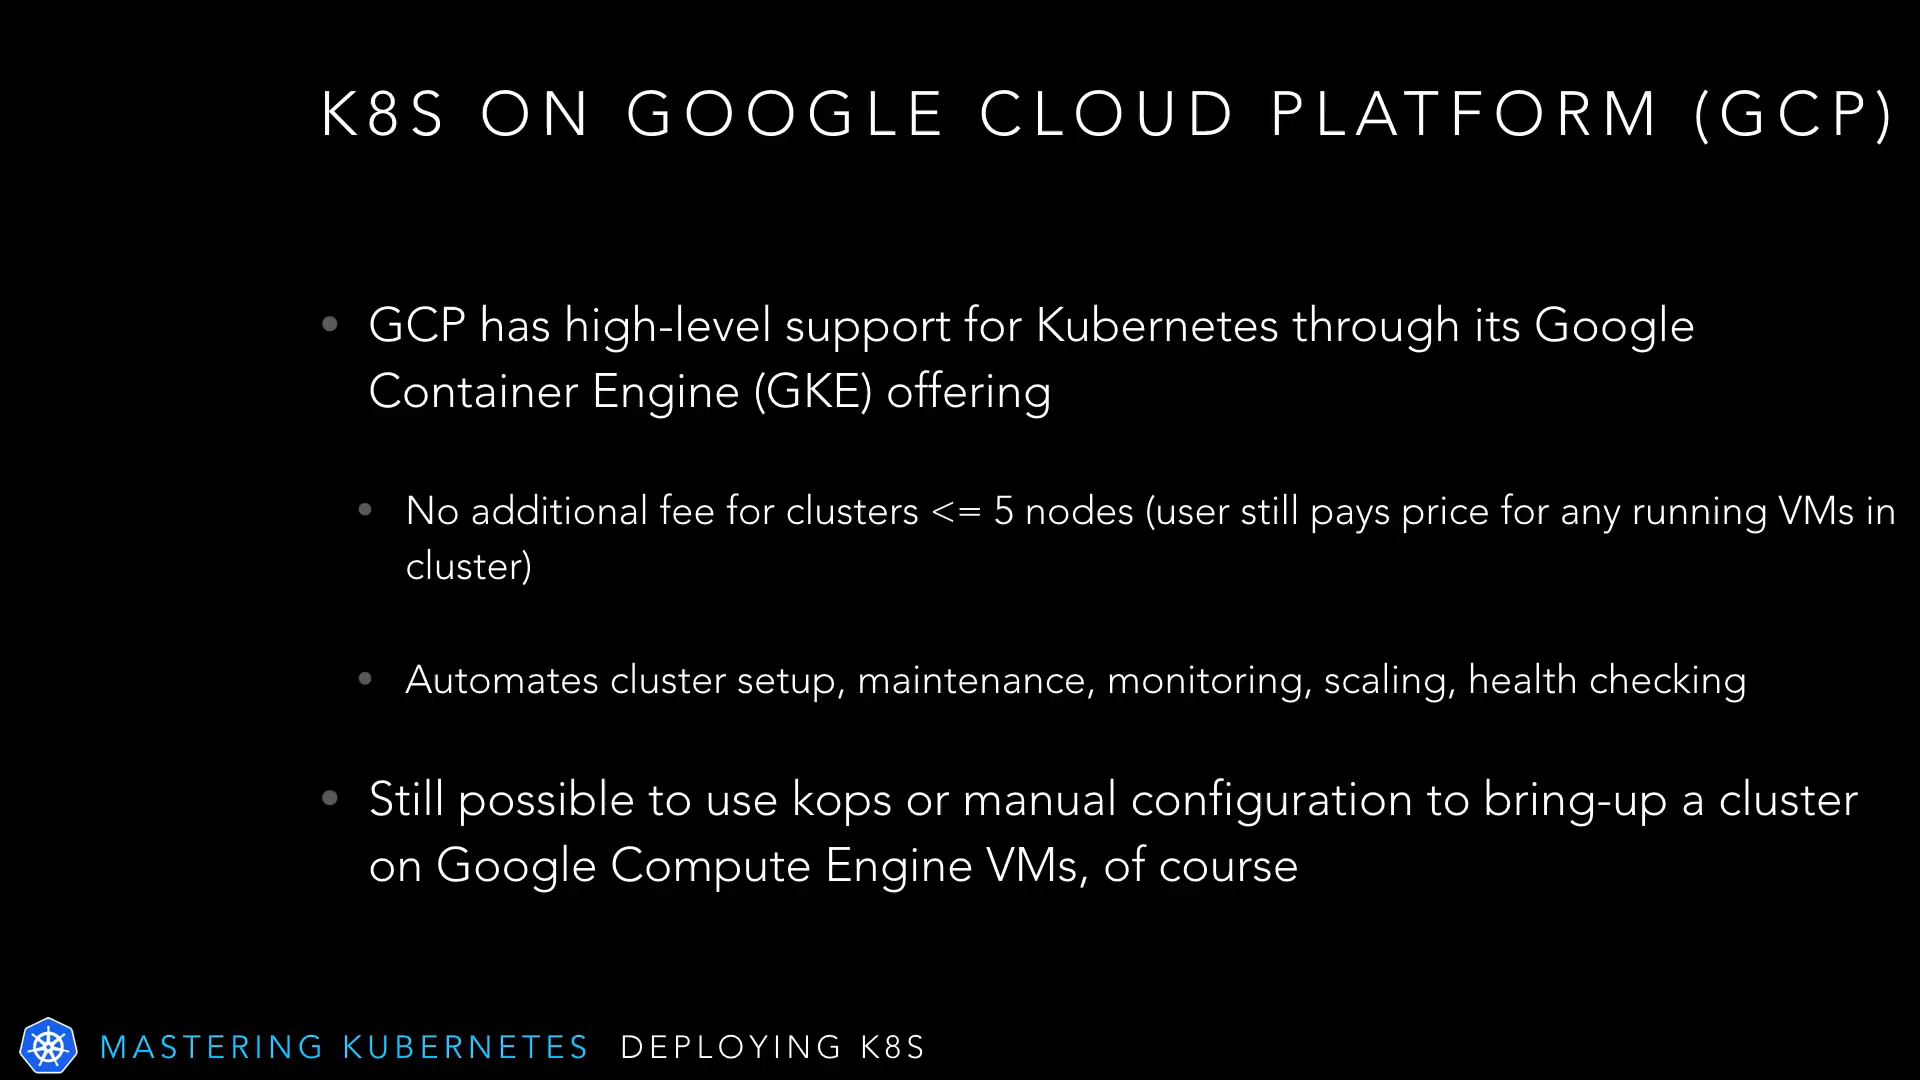 K8S ON GOOGLE CLOUD PLATFORM (GCP)
• GCP has high-level support for Kubernetes through its Google
Container Engine (GKE) offering
• No additional fee for clusters <= 5 nodes (user still pays price for any running VMs in
cluster)
• Automates cluster setup, maintenance, monitoring, scaling, health checking
• Still possible to use kops or manual configuration to bring-up a cluster
on Google Compute Engine VMs, of course
MASTERING KUBERNETES DEPLOYING K8S